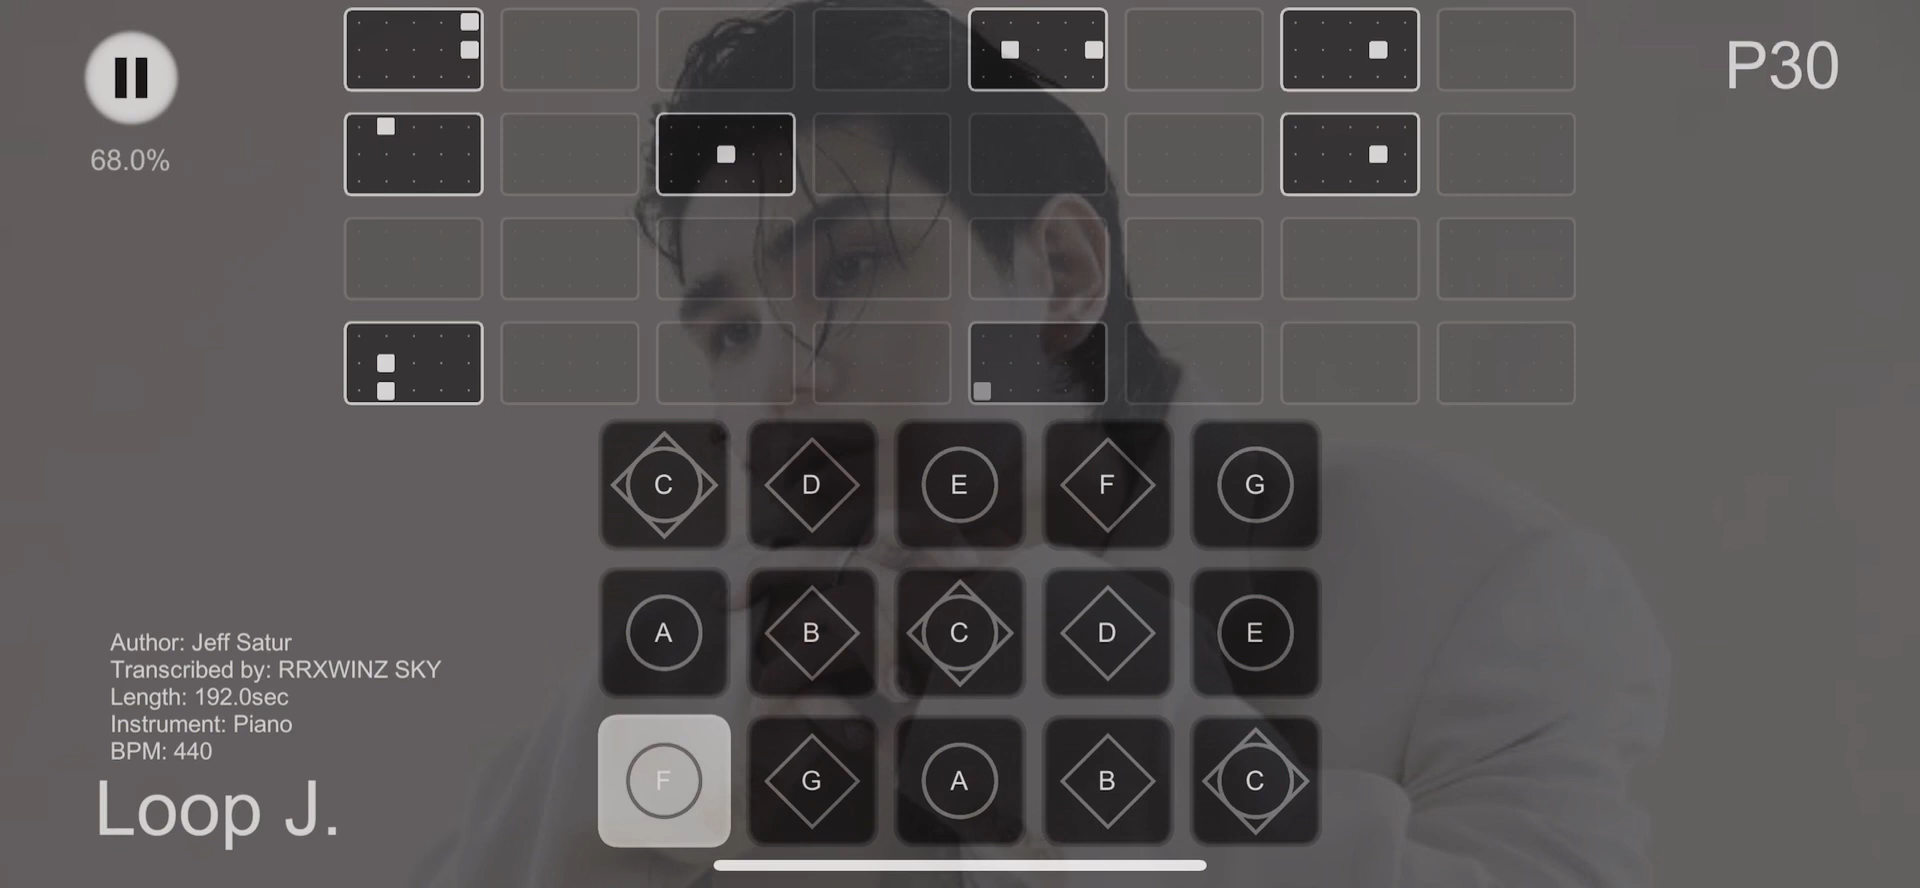 P30
68.0%
C D E F G
A B C D E
F G A B C
Author: Jeff Satur
Transcribed by: RRXWINZ SKY
Length: 192.0sec
Instrument: Piano
BPM: 440
Loop J.